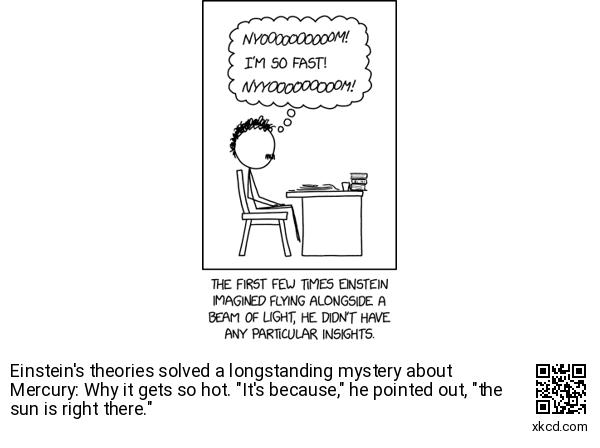 NYOOOOOOOOOOM!
I'M SO FAST!
NYYOOOOOOOOOM!
THE FIRST FEW TIMES EINSTEIN
IMAGINED FLYING ALONGSIDE A
BEAM OF LIGHT, HE DIDN'T HAVE
ANY PARTICULAR INSIGHTS.
Einstein's theories solved a longstanding mystery about
Mercury: Why it gets so hot. "It's because," he pointed out, "the
sun is right there."
xkcd.com